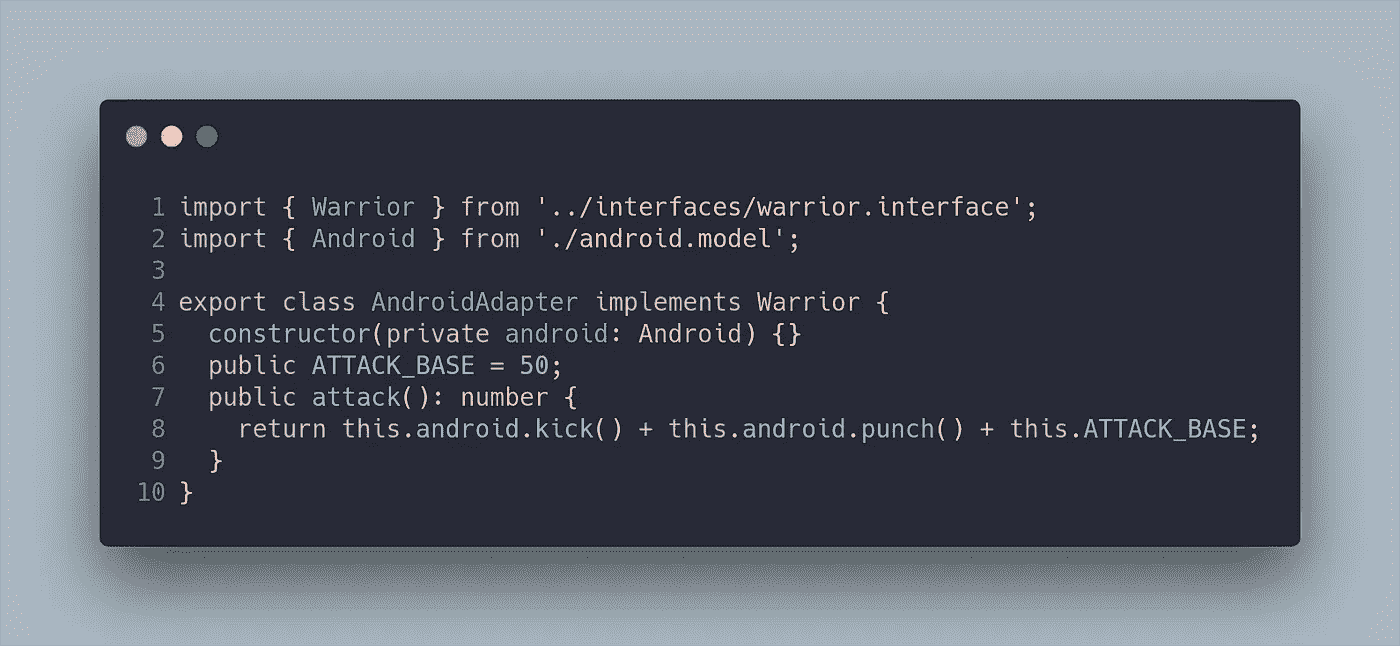 1 import { Warrior } from '../interfaces/warrior.interface';
2 import { Android } from './android.model';
3
4 export class AndroidAdapter implements Warrior {
5   constructor(private android: Android) {}
6   public ATTACK_BASE = 50;
7   public attack(): number {
8     return this.android.kick() + this.android.punch() + this.ATTACK_BASE;
9   }
10 }